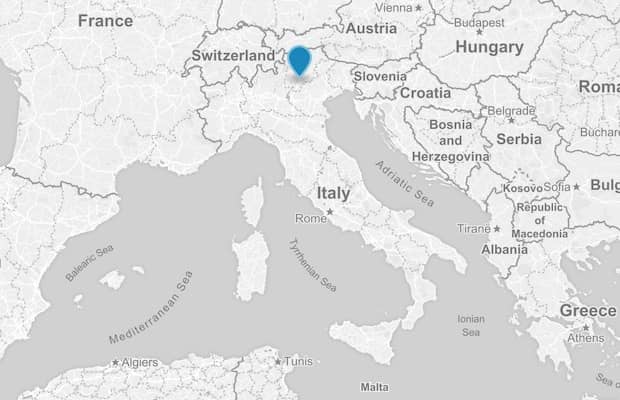 Vienna
France
Budapest
Austria
Hungary
Switzerland
Slovenia
Croatia
Roma
Belgrade
Bosnia
and
Herzegovina
Serbia
Buchare
Adriatic Sea
Italy
Kosovo
Sofia
Bulg
Rome
Republic
of
Macedonia
Tiranë
Albania
Balearic Sea
Tyrrhenian Sea
Mediterranean Sea
Ionian
Sea
Greece
Athens
Algiers
Tunis
Malta
Sea o